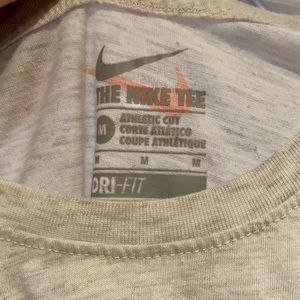 THE NIKE TEE
M
ATHLETIC CUT
CORTE ATLÉTICO
COUPE ATHLÉTIQUE
M M M
DRI-FIT